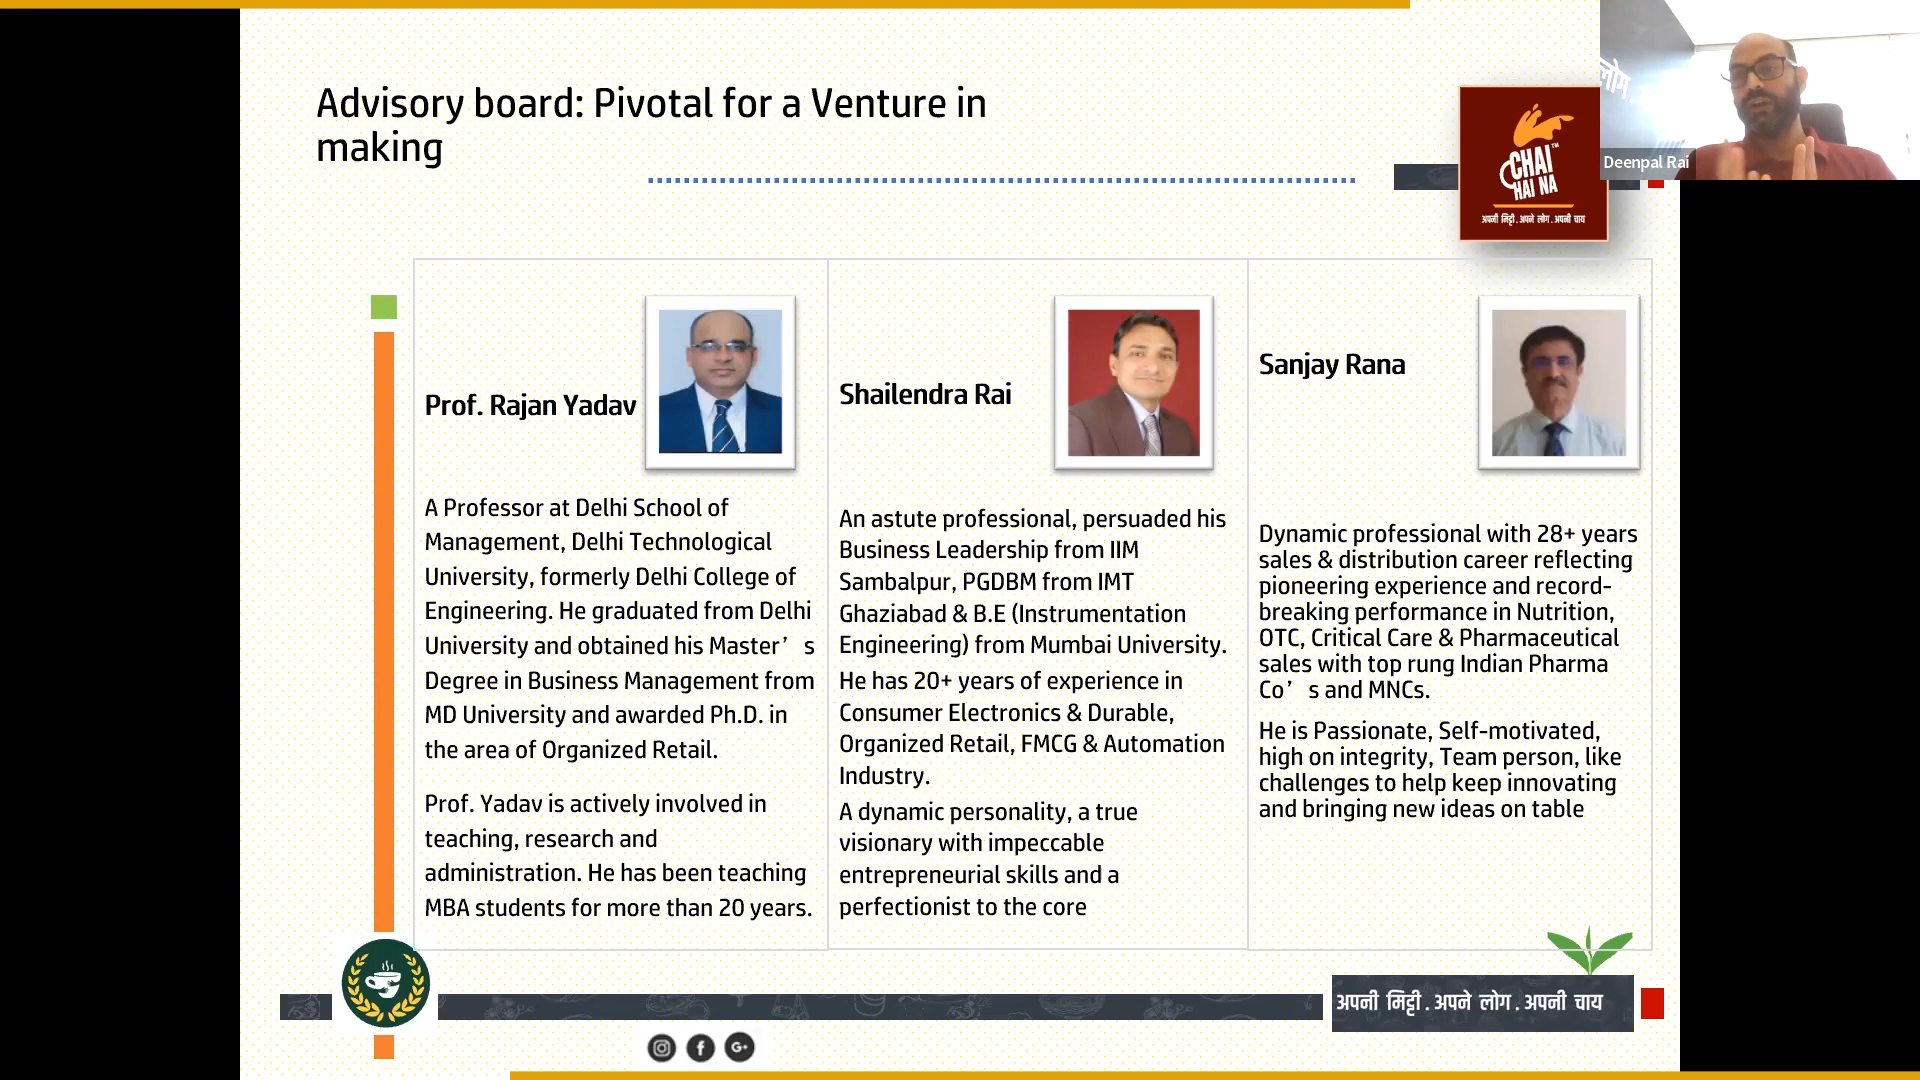 Advisory board: Pivotal for a Venture in
making
CHAI
HAI NA
TM
अपनी मिट्टी . अपने लोग . अपनी चाय
लोग .
Deenpal Rai
Prof. Rajan Yadav
A Professor at Delhi School of
Management, Delhi Technological
University, formerly Delhi College of
Engineering. He graduated from Delhi
University and obtained his Master’ s
Degree in Business Management from
MD University and awarded Ph.D. in
the area of Organized Retail.
Prof. Yadav is actively involved in
teaching, research and
administration. He has been teaching
MBA students for more than 20 years.
Shailendra Rai
An astute professional, persuaded his
Business Leadership from IIM
Sambalpur, PGDBM from IMT
Ghaziabad & B.E (Instrumentation
Engineering) from Mumbai University.
He has 20+ years of experience in
Consumer Electronics & Durable,
Organized Retail, FMCG & Automation
Industry.
A dynamic personality, a true
visionary with impeccable
entrepreneurial skills and a
perfectionist to the core
Sanjay Rana
Dynamic professional with 28+ years
sales & distribution career reflecting
pioneering experience and record-
breaking performance in Nutrition,
OTC, Critical Care & Pharmaceutical
sales with top rung Indian Pharma
Co’ s and MNCs.
He is Passionate, Self-motivated,
high on integrity, Team person, like
challenges to help keep innovating
and bringing new ideas on table
अपनी मिट्टी . अपने लोग . अपनी चाय
f G+